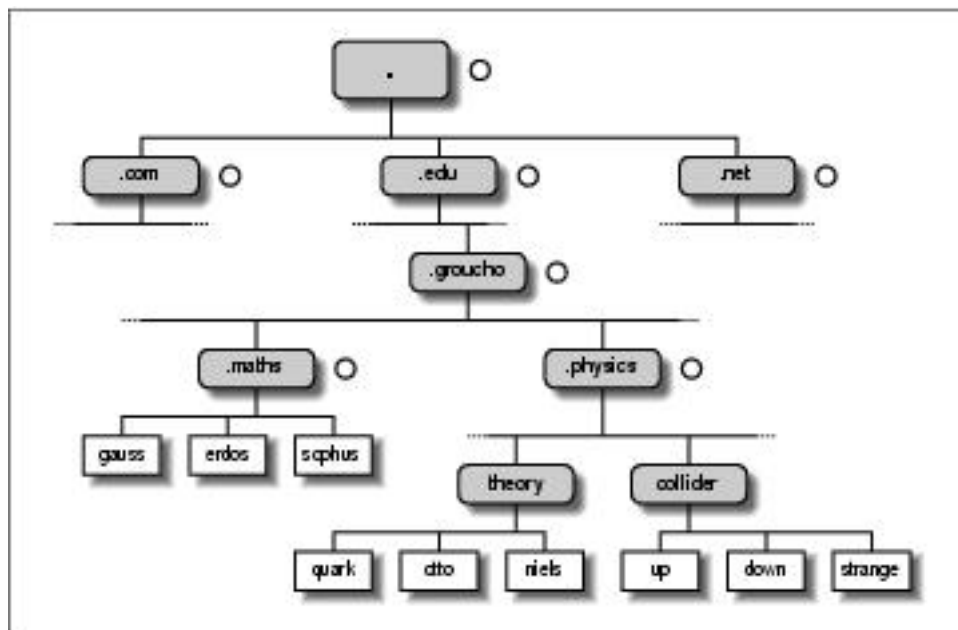 .
.com .edu .net
.groucho
.maths .physics
gauss erdos sophus
theory collider
quark otto niels up down strange